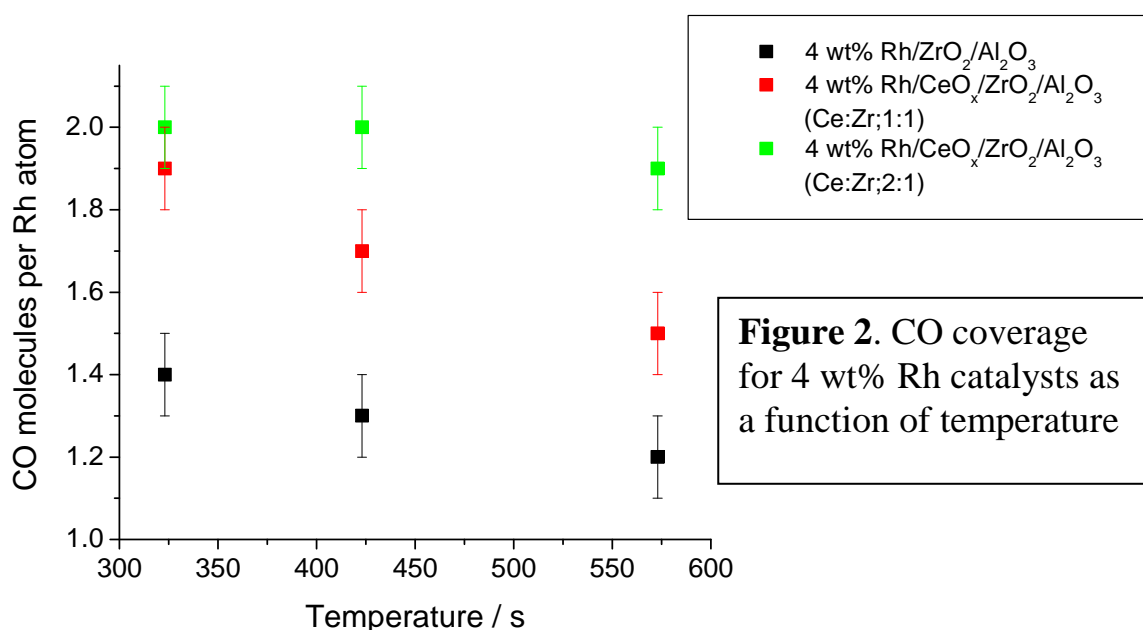 4 wt% Rh/ZrO₂/Al₂O₃
4 wt% Rh/CeOₓ/ZrO₂/Al₂O₃
(Ce:Zr;1:1)
4 wt% Rh/CeOₓ/ZrO₂/Al₂O₃
(Ce:Zr;2:1)
CO molecules per Rh atom
2.0
1.8
1.6
1.4
1.2
1.0
300 350 400 450 500 550 600
Temperature / s
Figure 2. CO coverage
for 4 wt% Rh catalysts as
a function of temperature